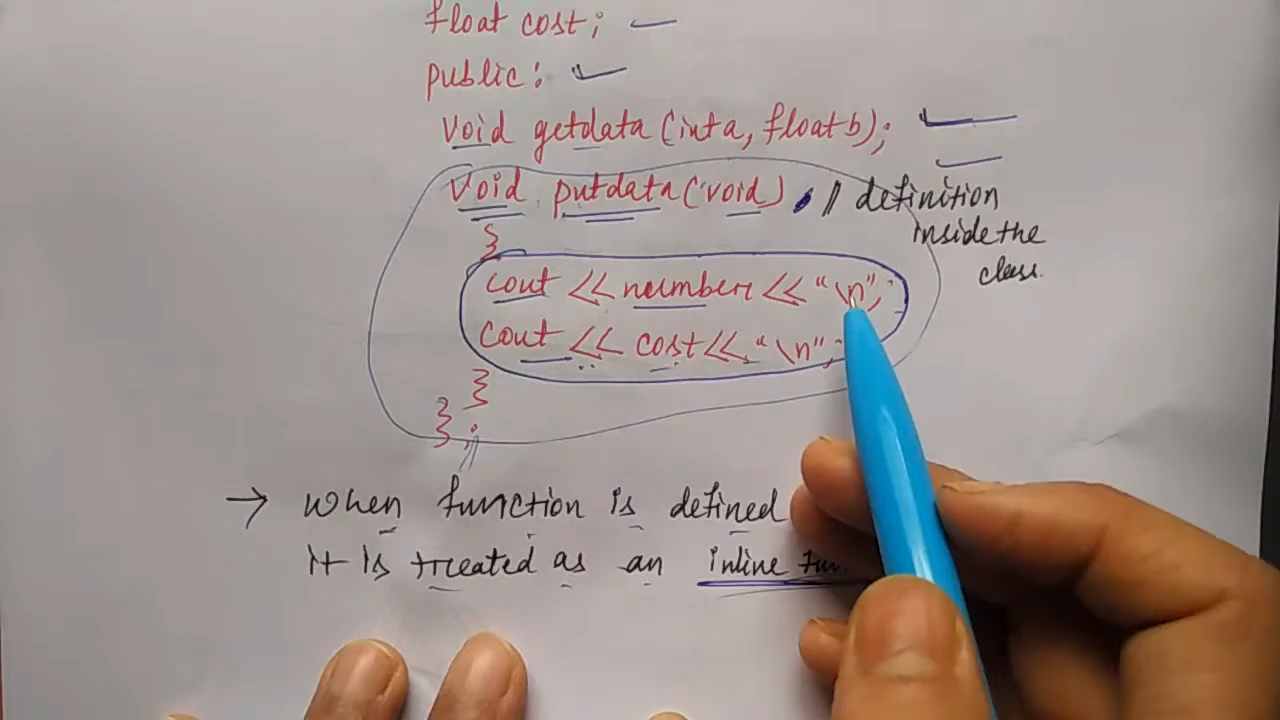 float cost;
public:
void getdata (int a, float b);
void putdata (void) // definition
inside the
class.
{
cout << number << "\n";
cout << cost << "\n";
}
};
→ when function is defined
it is treated as an inline